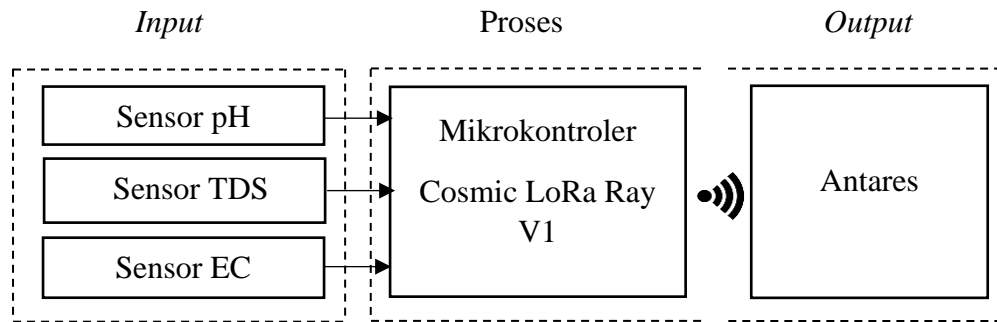 Input
Proses
Output
Sensor pH
Sensor TDS
Sensor EC
Mikrokontroler
Cosmic LoRa Ray
V1
Antares